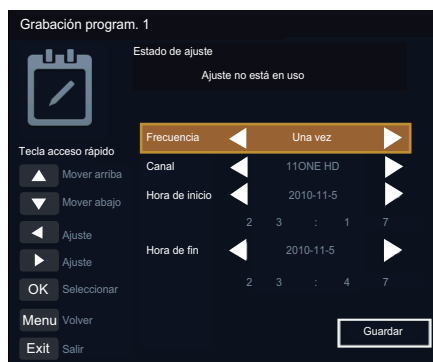 Grabación program. 1
Estado de ajuste
Ajuste no está en uso
Tecla acceso rápido
Mover arriba
Mover abajo
Ajuste
Ajuste
OK Seleccionar
Menu Volver
Exit Salir
Frecuencia Una vez
Canal 11ONE HD
Hora de inicio 2010-11-5
2 3 : 1 7
Hora de fin 2010-11-5
2 3 : 4 7
Guardar